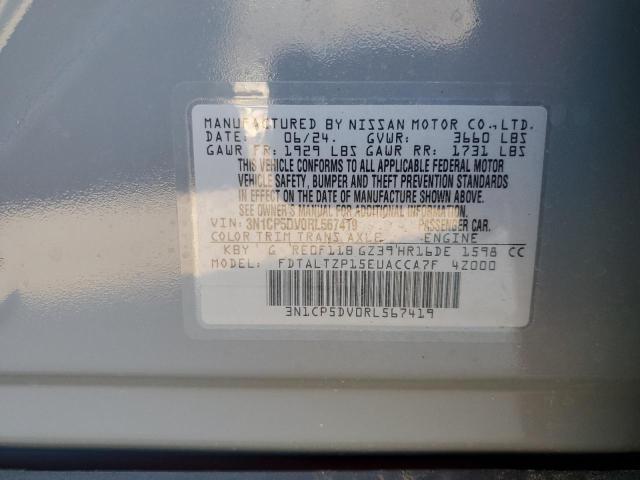 MANUFACTURED BY NISSAN MOTOR CO.,LTD.
DATE: 06/24. GVWR: 3660 LBS
GAWR FR: 1929 LBS GAWR RR: 1731 LBS
THIS VEHICLE CONFORMS TO ALL APPLICABLE FEDERAL MOTOR
VEHICLE SAFETY, BUMPER AND THEFT PREVENTION STANDARDS
IN EFFECT ON THE DATE OF MANUFACTURE SHOWN ABOVE.
SEE OWNER'S MANUAL FOR ADDITIONAL INFORMATION.
VIN: 3N1CP5DV0RL567419 PASSENGER CAR.
COLOR TRIM TRANS. AXLE ENGINE
KBY G RE0F11B GZ39 HR16DE 1598 CC
MODEL: FDTALTZP15EUACCA7F 4Z000
3N1CP5DV0RL567419